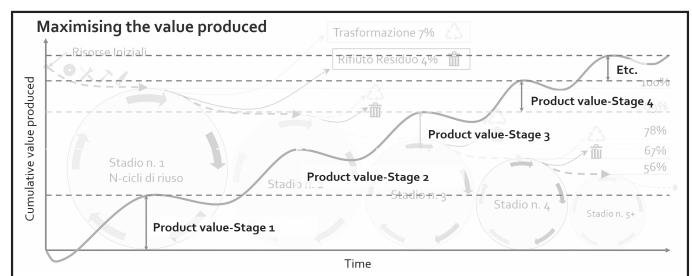 Maximising the value produced
Trasformazione 7%
Risorse Iniziali
Rifiuto Residuo 4%
Etc.
100%
Product value-Stage 4
Product value-Stage 3
78%
67%
56%
Stadio n. 1
N-cicli di riuso
Stadio n. 2
Product value-Stage 2
Stadio n. 3
Stadio n. 4
Stadio n. 5+
Product value-Stage 1
Cumulative value produced
Time